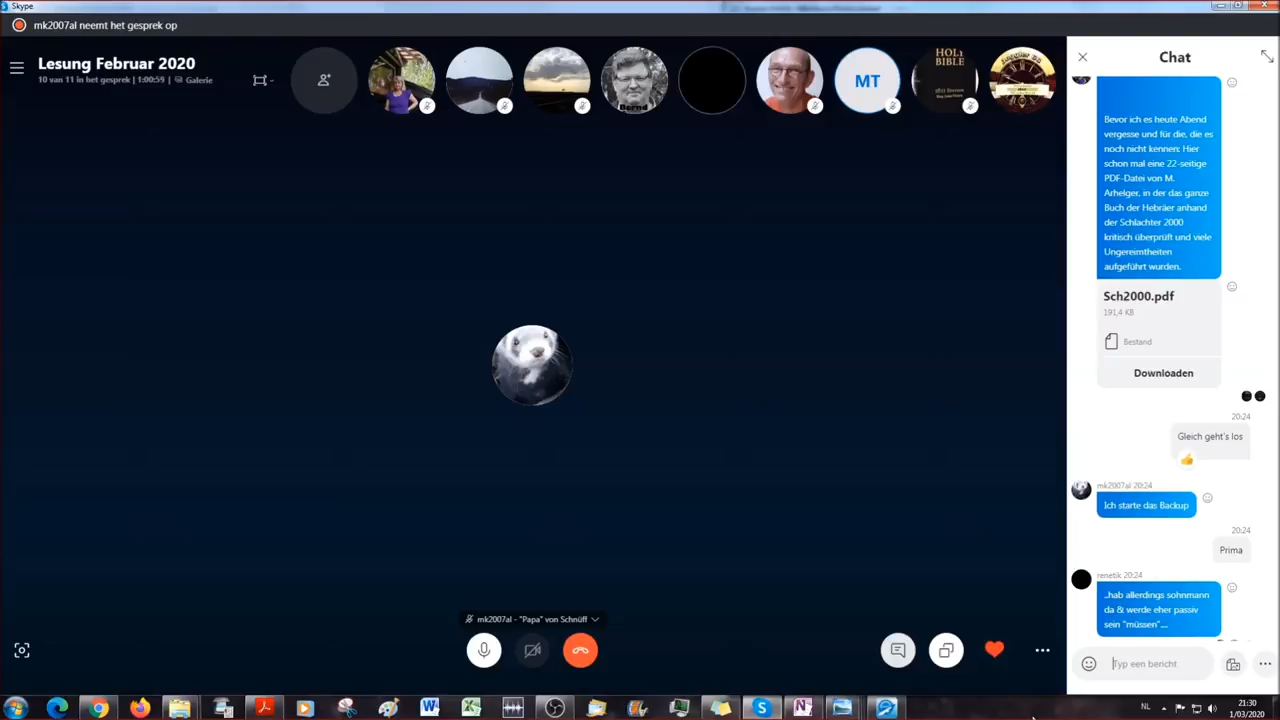 Skype
mk2007al neemt het gesprek op
Lesung Februar 2020
10 van 11 in het gesprek | 1:00:59 | Galerie
Bernd
MT
HOLY
BIBLE
mk2007al - "Papa" von Schnüff
Chat
Bevor ich es heute Abend
vergesse und für die, die es
noch nicht kennen: Hier
schon mal eine 22-seitige
PDF-Datei von M.
Arhelger, in der das ganze
Buch der Hebräer anhand
der Schlachter 2000
kritisch überprüft und viele
Ungereimtheiten
aufgeführt wurden.
Sch2000.pdf
191,4 KB
Bestand
Downloaden
20:24
Gleich geht's los
mk2007al 20:24
Ich starte das Backup
20:24
Prima
renetik 20:24
..hab allerdings sohnmann
da & werde eher passiv
sein "müssen"....
Typ een bericht
NL
21:30
1/03/2020